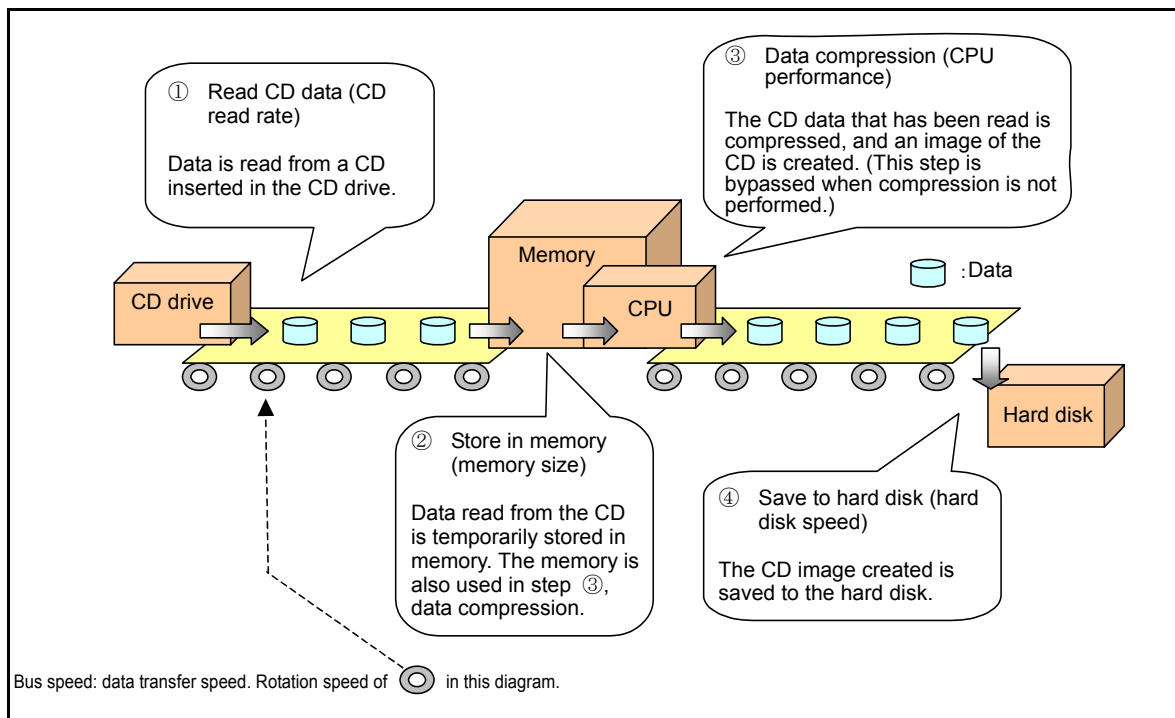 ① Read CD data (CD
read rate)
Data is read from a CD
inserted in the CD drive.
③ Data compression (CPU
performance)
The CD data that has been read is
compressed, and an image of the
CD is created. (This step is
bypassed when compression is not
performed.)
CD drive
Memory
CPU
:Data
Hard disk
② Store in memory
(memory size)
Data read from the CD
is temporarily stored in
memory. The memory is
also used in step ③,
data compression.
④ Save to hard disk (hard
disk speed)
The CD image created is
saved to the hard disk.
Bus speed: data transfer speed. Rotation speed of in this diagram.